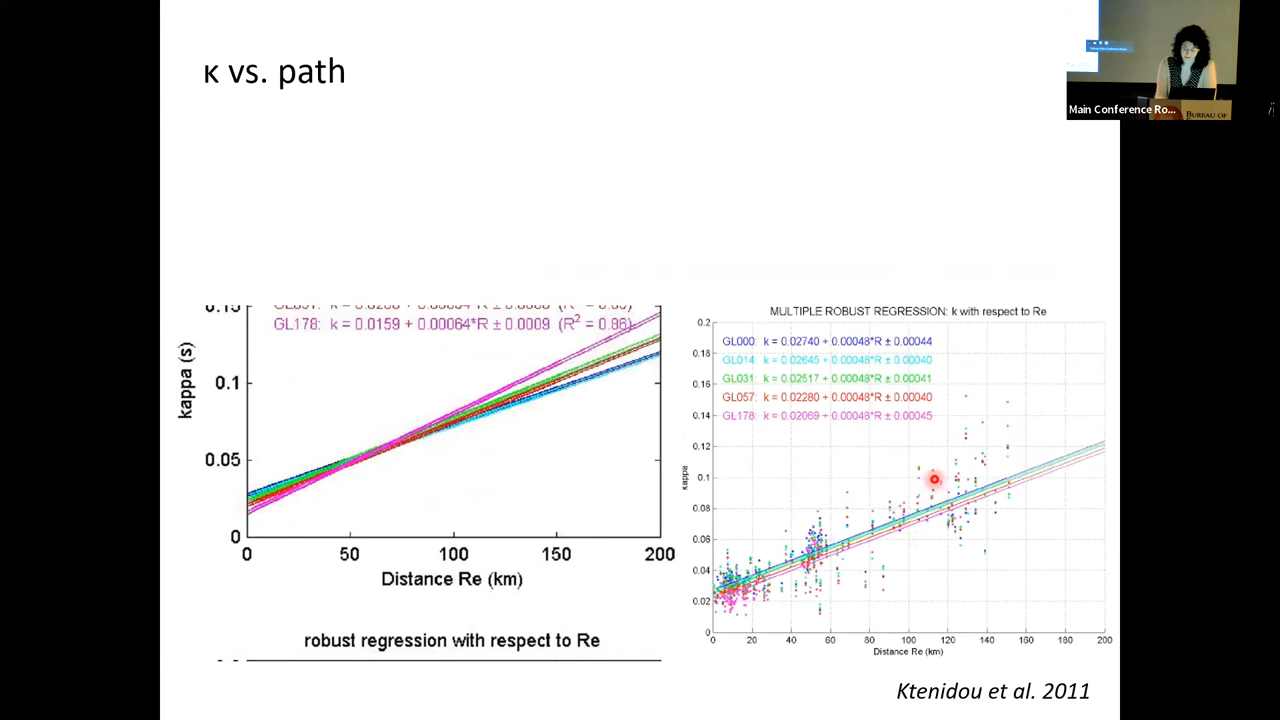 κ vs. path
Main Conference Ro...
BUREAU OF
GL178: k = 0.0159 + 0.00064*R ± 0.0009 (R² = 0.86)
0.15
kappa (s)
0.1
0.05
0
0 50 100 150 200
Distance Re (km)
robust regression with respect to Re
MULTIPLE ROBUST REGRESSION: k with respect to Re
GL000: k = 0.02740 + 0.00048*R ± 0.00044
GL014: k = 0.02645 + 0.00048*R ± 0.00040
GL031: k = 0.02517 + 0.00048*R ± 0.00041
GL057: k = 0.02280 + 0.00048*R ± 0.00040
GL178: k = 0.02069 + 0.00048*R ± 0.00045
0.2
0.18
0.16
0.14
0.12
0.1
0.08
0.06
0.04
0.02
0
kappa
0 20 40 60 80 100 120 140 160 180 200
Distance Re (km)
Ktenidou et al. 2011